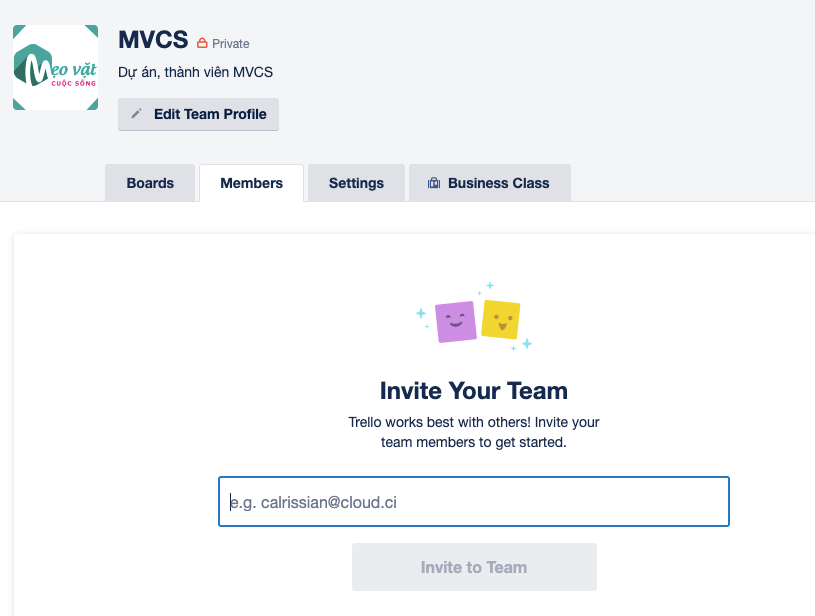 MVCS Private
Mẹo vặt
CUỘC SỐNG
Dự án, thành viên MVCS
Edit Team Profile
Boards Members Settings Business Class
Invite Your Team
Trello works best with others! Invite your
team members to get started.
e.g. calrissian@cloud.ci
Invite to Team